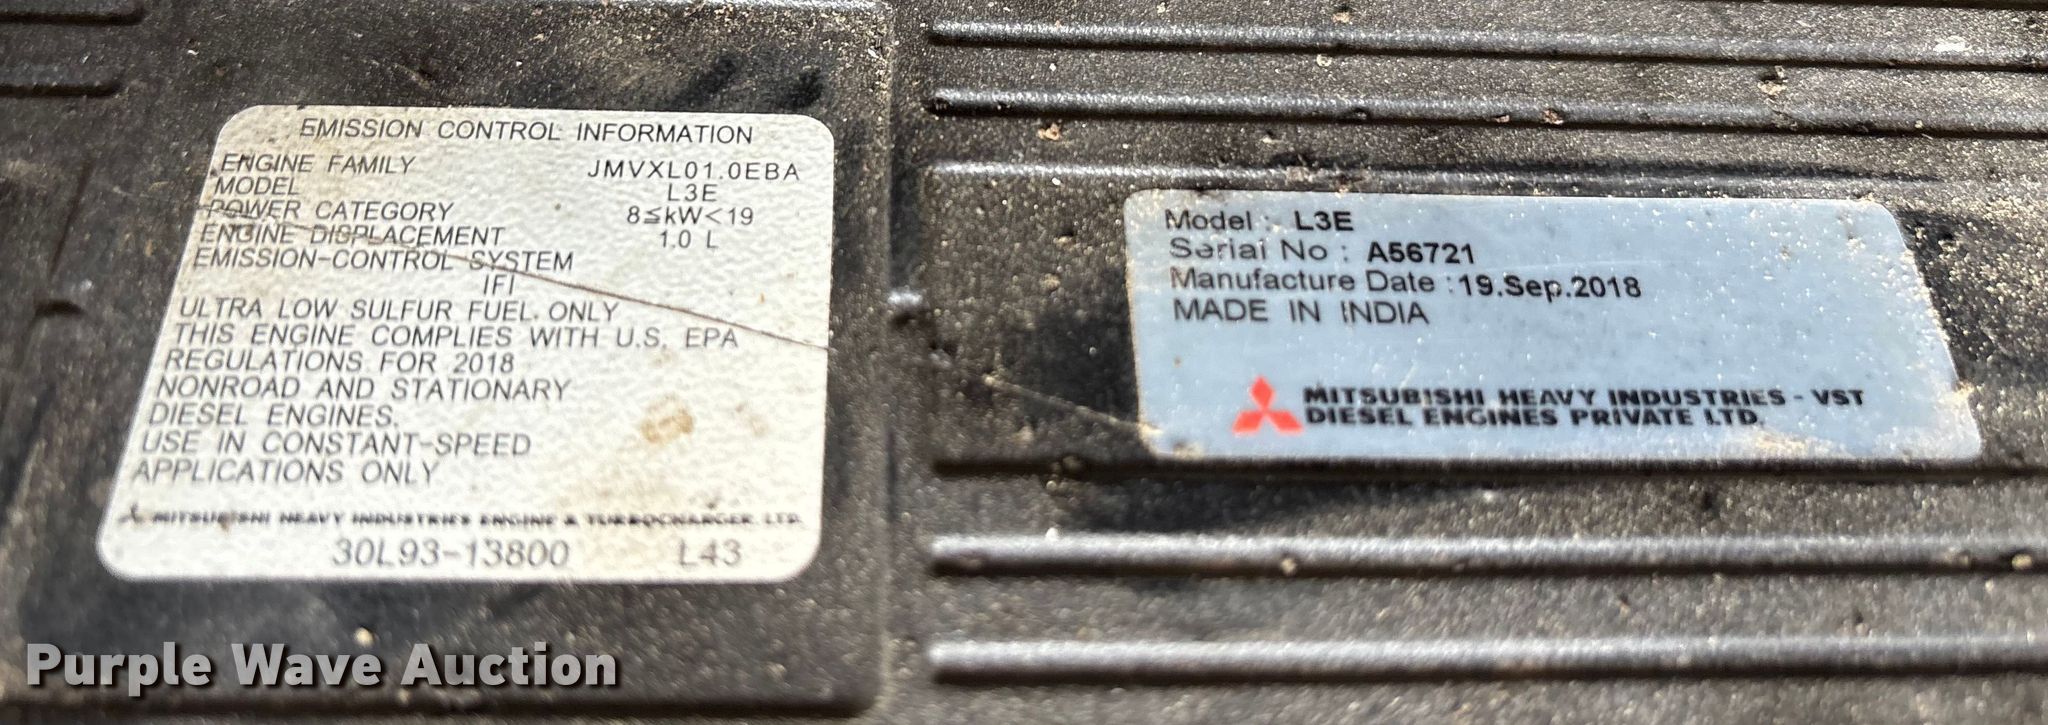 EMISSION CONTROL INFORMATION
ENGINE FAMILY JMVXL01.0EBA
MODEL L3E
POWER CATEGORY 8≤kW<19
ENGINE DISPLACEMENT 1.0 L
EMISSION-CONTROL SYSTEM
IFI
ULTRA LOW SULFUR FUEL ONLY
THIS ENGINE COMPLIES WITH U.S. EPA
REGULATIONS FOR 2018
NONROAD AND STATIONARY
DIESEL ENGINES.
USE IN CONSTANT-SPEED
APPLICATIONS ONLY
MITSUBISHI HEAVY INDUSTRIES ENGINE & TURBOCHARGER, LTD.
30L93-13800 L43
Model : L3E
Serial No : A56721
Manufacture Date : 19.Sep.2018
MADE IN INDIA
MITSUBISHI HEAVY INDUSTRIES - VST
DIESEL ENGINES PRIVATE LTD.
Purple Wave Auction